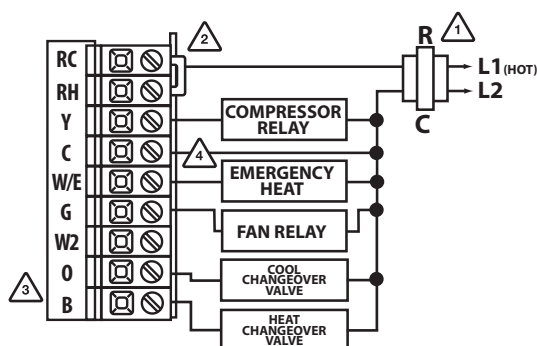 R
1
2
RC
L1 (HOT)
RH
L2
Y
COMPRESSOR
RELAY
C
C
4
W/E
EMERGENCY
HEAT
G
FAN RELAY
W2
O
COOL
CHANGEOVER
VALVE
3
B
HEAT
CHANGEOVER
VALVE